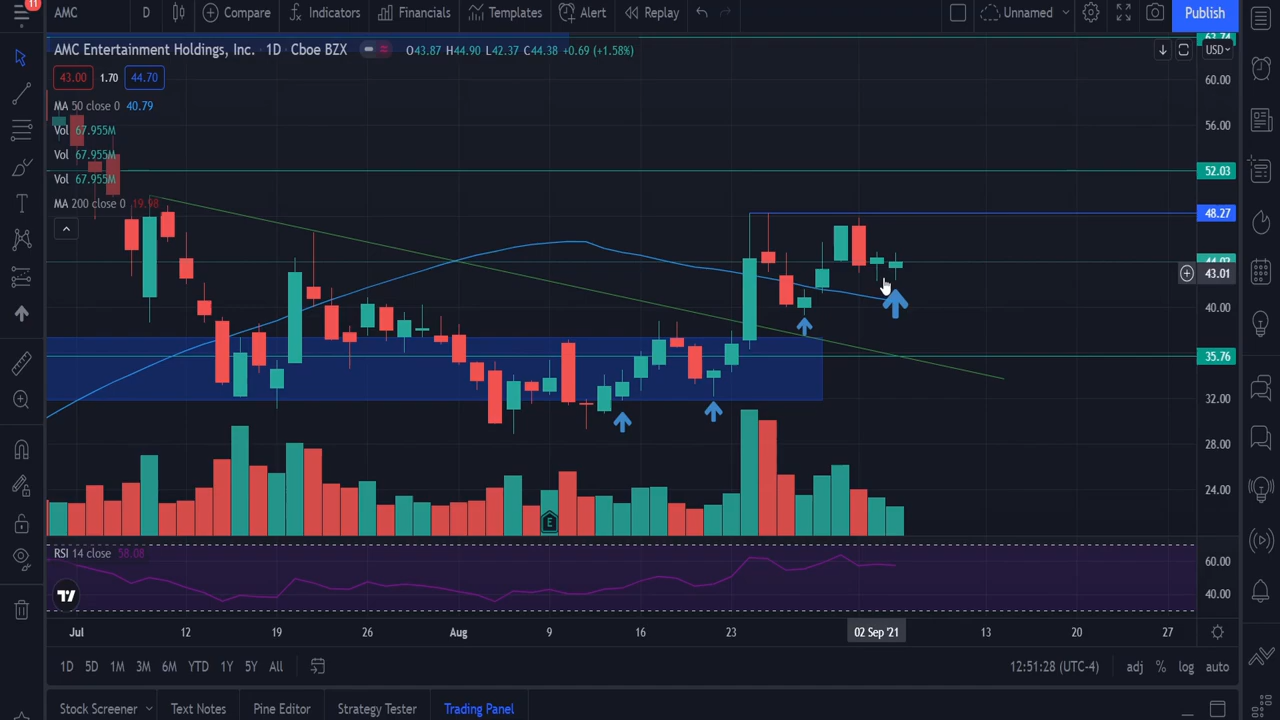 11
AMC D Compare Indicators Financials Templates Alert Replay Unnamed Publish
AMC Entertainment Holdings, Inc. · 1D · Cboe BZX O43.87 H44.90 L42.37 C44.38 +0.69 (+1.58%)
USD
43.00 1.70 44.70
60.00
MA 50 close 0 40.79
56.00
Vol 67.955M
Vol 67.955M
52.03
Vol 67.955M
MA 200 close 0 19.98
48.27
43.01
40.00
35.76
32.00
28.00
24.00
E
RSI 14 close 58.08
60.00
40.00
Jul 12 19 26 Aug 9 16 23 02 Sep '21 13 20 27
1D 5D 1M 3M 6M YTD 1Y 5Y All 12:51:28 (UTC-4) adj % log auto
Stock Screener Text Notes Pine Editor Strategy Tester Trading Panel